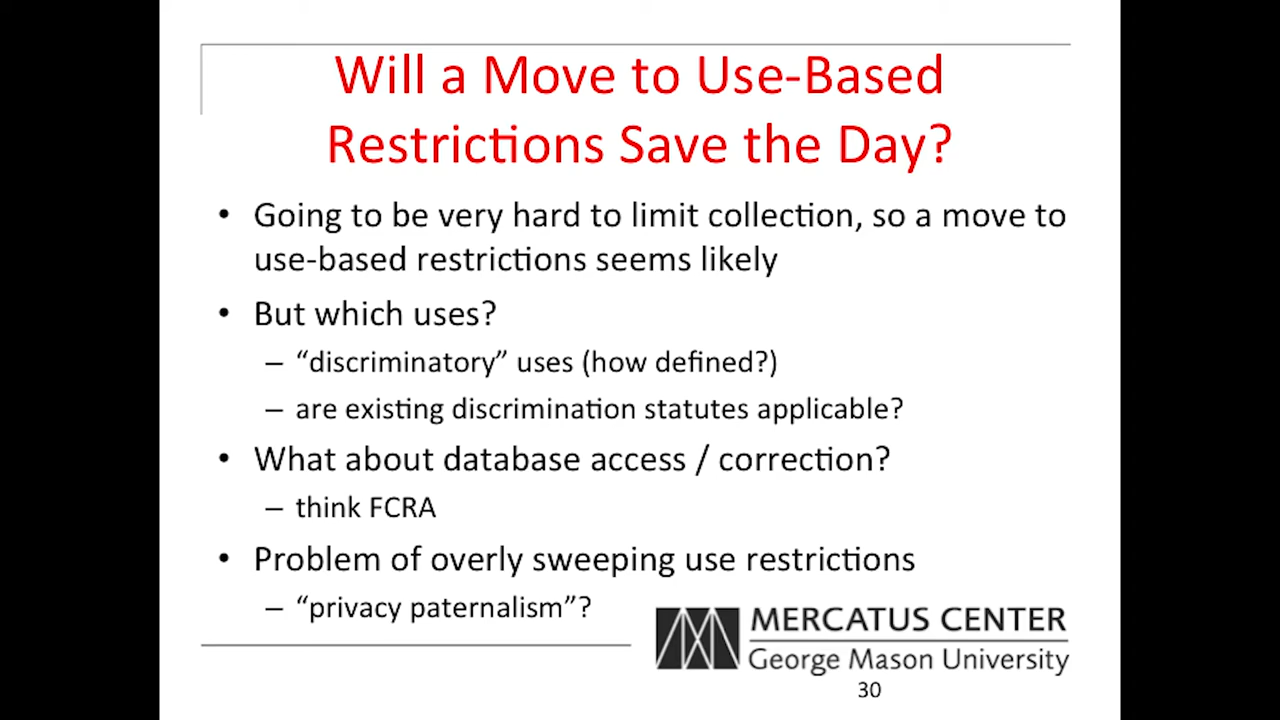 Will a Move to Use-Based
Restrictions Save the Day?
• Going to be very hard to limit collection, so a move to
use-based restrictions seems likely
• But which uses?
– “discriminatory” uses (how defined?)
– are existing discrimination statutes applicable?
• What about database access / correction?
– think FCRA
• Problem of overly sweeping use restrictions
– “privacy paternalism”?
MERCATUS CENTER
George Mason University
30